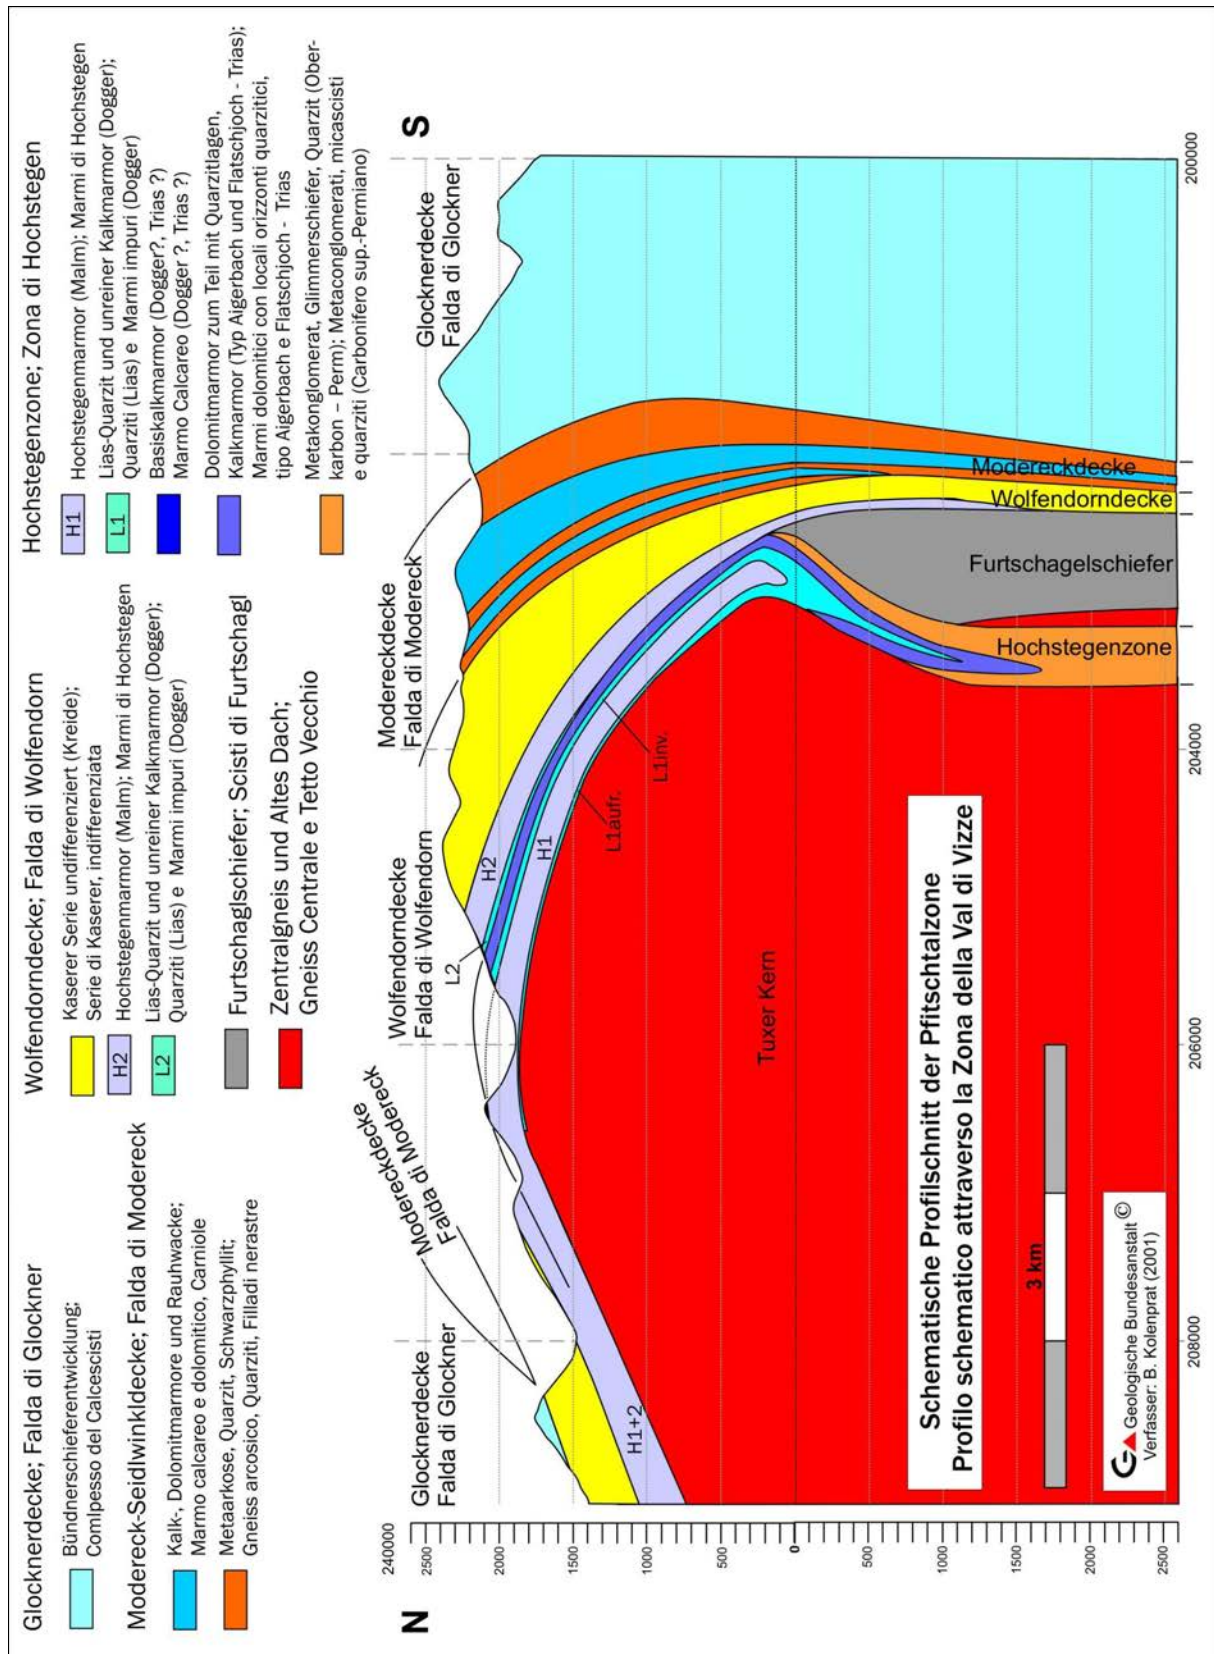 Glocknerdecke; Falda di Glockner
Bündnerschieferentwicklung;
Comlpesso del Calcescisti
Modereck-Seidlwinkldecke; Falda di Modereck
Kalk-, Dolomitmarmore und Rauhwacke;
Marmo calcareo e dolomitico, Carniole
Metaarkose, Quarzit, Schwarzphyllit;
Gneiss arcosico, Quarziti, Filladi nerastre
Wolfendorndecke; Falda di Wolfendorn
Kaserer Serie undifferenziert (Kreide);
Serie di Kaserer, indifferenziata
H2
Hochstegenmarmor (Malm); Marmi di Hochstegen
L2
Lias-Quarzit und unreiner Kalkmarmor (Dogger);
Quarziti (Lias) e Marmi impuri (Dogger)
Furtschaglschiefer; Scisti di Furtschagl
Zentralgneis und Altes Dach;
Gneiss Centrale e Tetto Vecchio
Hochstegenzone; Zona di Hochstegen
H1
Hochstegenmarmor (Malm); Marmi di Hochstegen
L1
Lias-Quarzit und unreiner Kalkmarmor (Dogger);
Quarziti (Lias) e Marmi impuri (Dogger)
Basiskalkmarmor (Dogger?, Trias ?)
Marmo Calcareo (Dogger ?, Trias ?)
Dolomitmarmor zum Teil mit Quarzitlagen,
Kalkmarmor (Typ Aigerbach und Flatschjoch - Trias);
Marmi dolomitici con locali orizzonti quarzitici,
tipo Aigerbach e Flatschjoch - Trias
Metakonglomerat, Glimmerschiefer, Quarzit (Ober-
karbon – Perm); Metaconglomerati, micascisti
e quarziti (Carbonifero sup.-Permiano)
N
S
240000
2500
2000
1500
1000
500
0
500
1000
1500
2000
2500
Glocknerdecke
Falda di Glockner
Modereckdecke
Falda di Modereck
Wolfendorndecke
Falda di Wolfendorn
Modereckdecke
Falda di Modereck
Glocknerdecke
Falda di Glockner
H1+2
L2
H2
H1
L1aufr.
L1inv.
Tuxer Kern
Modereckdecke
Wolfendorndecke
Furtschagelschiefer
Hochstegenzone
Schematische Profilschnitt der Pfitschtalzone
Profilo schematico attraverso la Zona della Val di Vizze
3 km
Geologische Bundesanstalt ©
Verfasser: B. Kolenprat (2001)
208000
206000
204000
200000